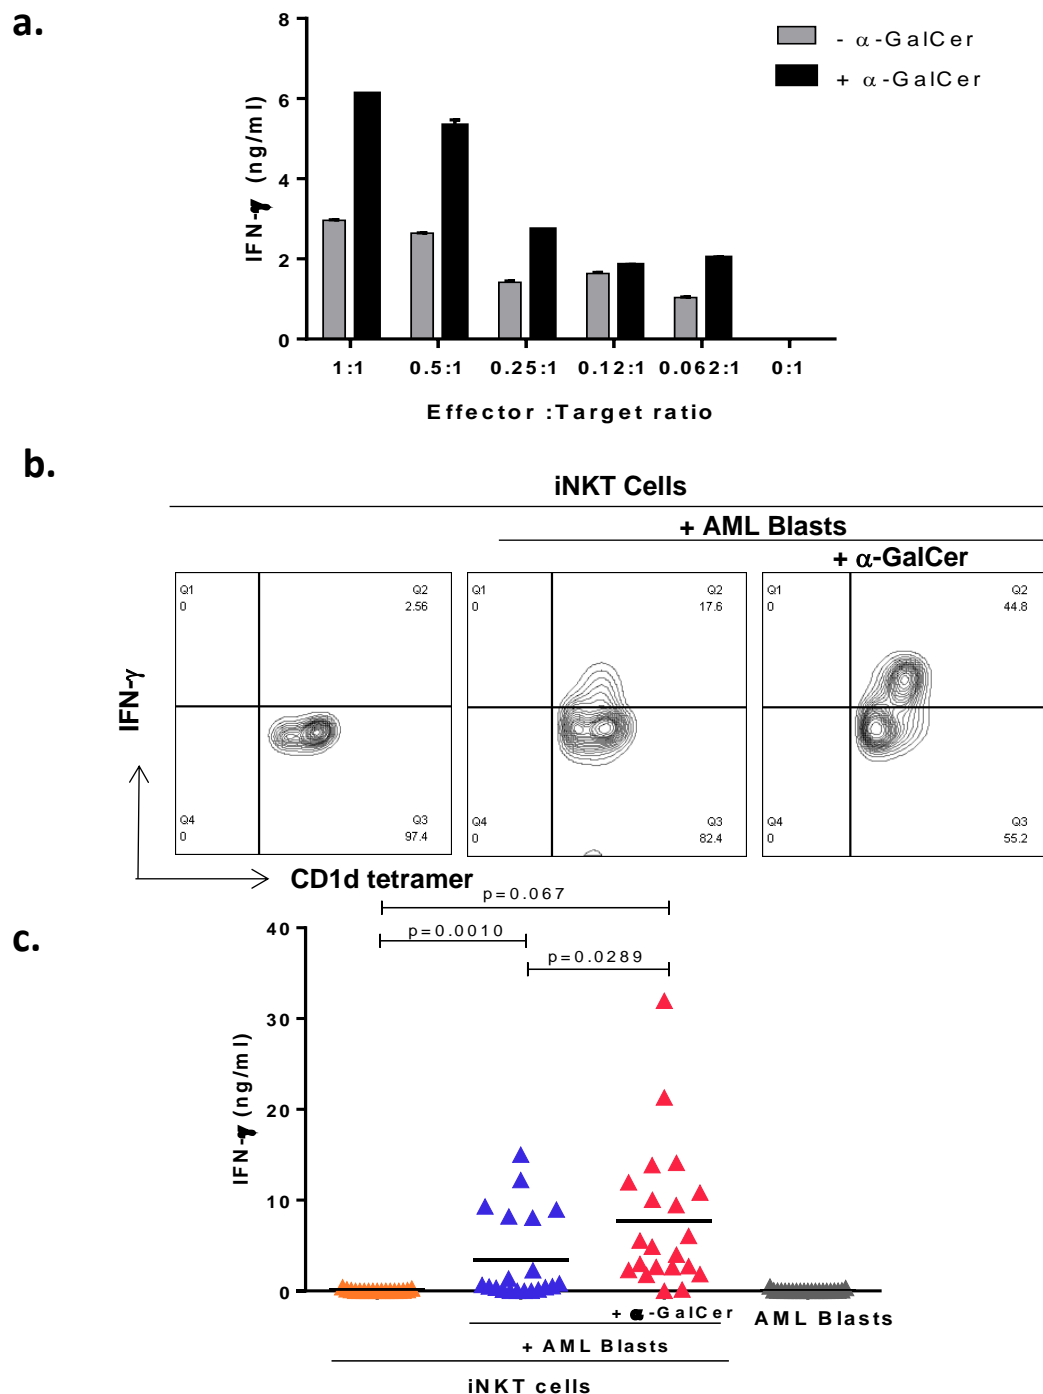 a.
8
6
4
2
0
IFN-γ (ng/ml)
- α-GalCer
+ α-GalCer
1:1 0.5:1 0.25:1 0.12:1 0.062:1 0:1
Effector :Target ratio
b.
iNKT Cells
+ AML Blasts
+ α-GalCer
Q1
0
Q2
2.56
Q4
0
Q3
97.4
Q1
0
Q2
17.6
Q4
0
Q3
82.4
Q1
0
Q2
44.8
Q4
0
Q3
55.2
IFN-γ
CD1d tetramer
c.
p=0.067
p=0.0010
p=0.0289
40
30
20
10
0
IFN-γ (ng/ml)
+ α-GalCer
AML Blasts
+ AML Blasts
iNKT cells